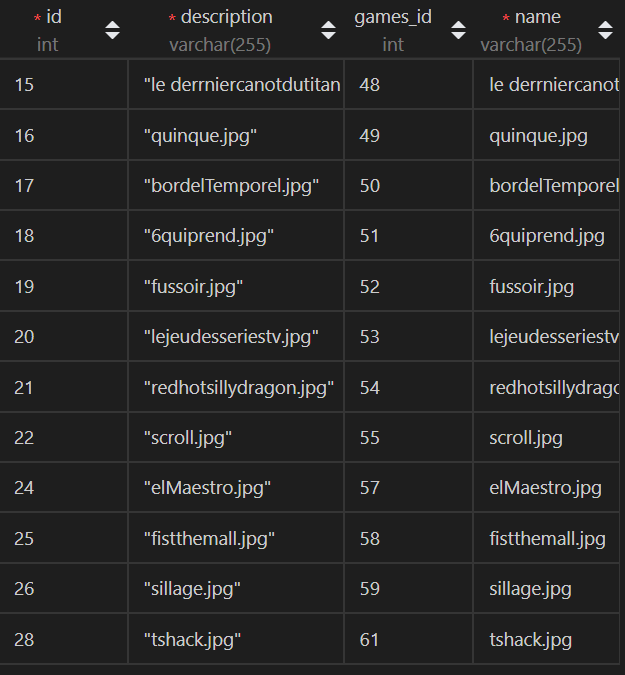 * id * description games_id * name
int varchar(255) int varchar(255)
15 "le derrniercanotdutitan 48 le derrniercanot
16 "quinque.jpg" 49 quinque.jpg
17 "bordelTemporel.jpg" 50 bordelTemporel
18 "6quiprend.jpg" 51 6quiprend.jpg
19 "fussoir.jpg" 52 fussoir.jpg
20 "lejeudesseriestv.jpg" 53 lejeudesseriestv
21 "redhotsillydragon.jpg" 54 redhotsillydrago
22 "scroll.jpg" 55 scroll.jpg
24 "elMaestro.jpg" 57 elMaestro.jpg
25 "fistthemall.jpg" 58 fistthemall.jpg
26 "sillage.jpg" 59 sillage.jpg
28 "tshack.jpg" 61 tshack.jpg